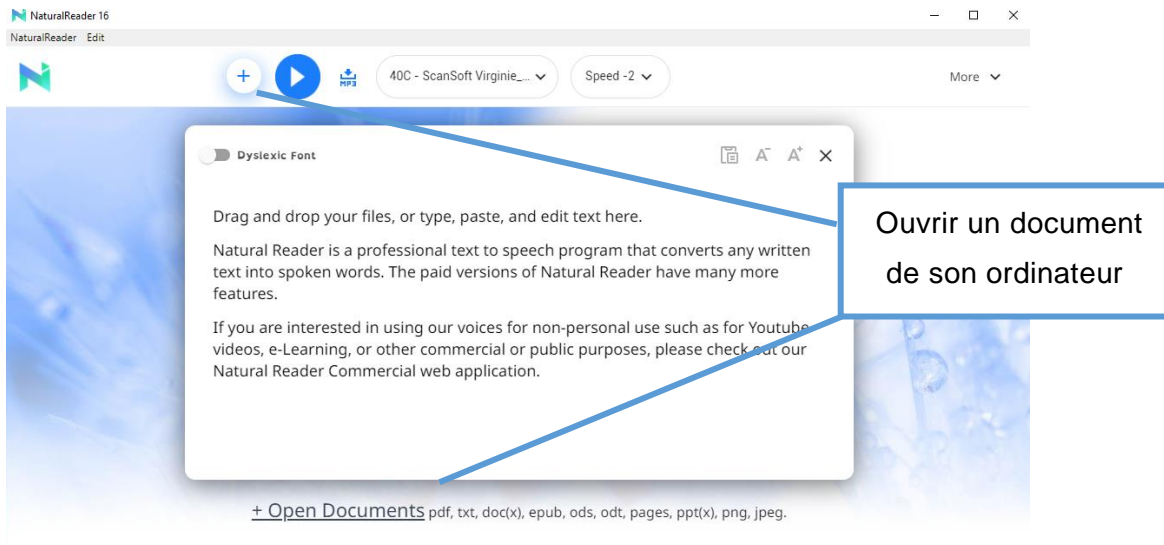 NaturalReader 16
NaturalReader Edit
MP3
40C - ScanSoft Virginie_...
Speed -2
More
Dyslexic Font
A- A+
Drag and drop your files, or type, paste, and edit text here.
Natural Reader is a professional text to speech program that converts any written
text into spoken words. The paid versions of Natural Reader have many more
features.
If you are interested in using our voices for non-personal use such as for Youtube
videos, e-Learning, or other commercial or public purposes, please check out our
Natural Reader Commercial web application.
Ouvrir un document
de son ordinateur
+ Open Documents pdf, txt, doc(x), epub, ods, odt, pages, ppt(x), png, jpeg.